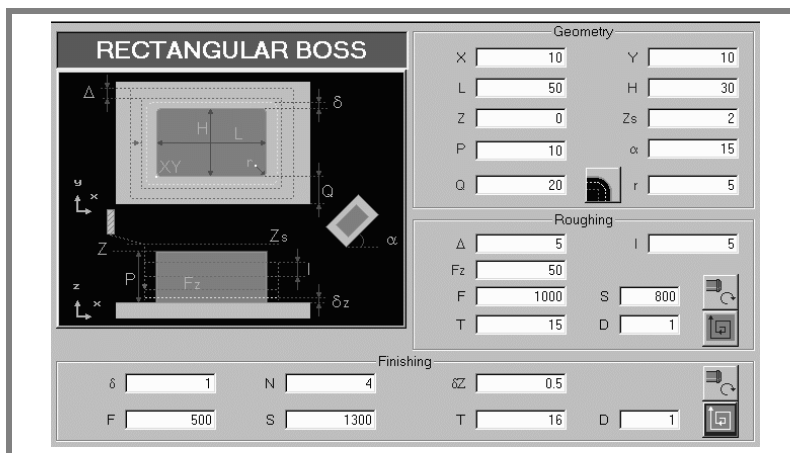 RECTANGULAR BOSS
Δ
δ
H
L
XY
r
Q
y
x
Z
Zs
α
P
I
Fz
z
x
δz
Geometry
X 10 Y 10
L 50 H 30
Z 0 Zs 2
P 10 α 15
Q 20 r 5
Roughing
Δ 5 I 5
Fz 50
F 1000 S 800
T 15 D 1
Finishing
δ 1 N 4 δZ 0.5
F 500 S 1300 T 16 D 1